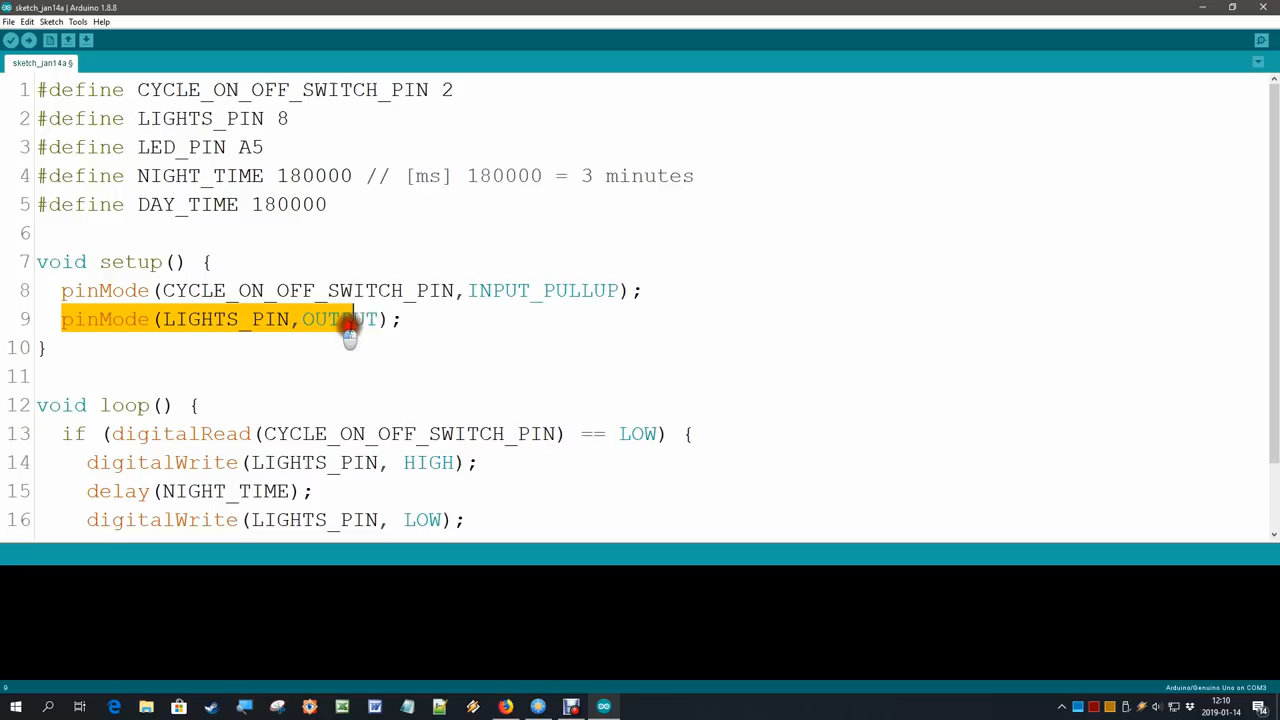 sketch_jan14a | Arduino 1.8.8
File Edit Sketch Tools Help
sketch_jan14a §
1 #define CYCLE_ON_OFF_SWITCH_PIN 2
2 #define LIGHTS_PIN 8
3 #define LED_PIN A5
4 #define NIGHT_TIME 180000 // [ms] 180000 = 3 minutes
5 #define DAY_TIME 180000
6
7 void setup() {
8 pinMode(CYCLE_ON_OFF_SWITCH_PIN,INPUT_PULLUP);
9 pinMode(LIGHTS_PIN,OUTPUT);
10 }
11
12 void loop() {
13 if (digitalRead(CYCLE_ON_OFF_SWITCH_PIN) == LOW) {
14 digitalWrite(LIGHTS_PIN, HIGH);
15 delay(NIGHT_TIME);
16 digitalWrite(LIGHTS_PIN, LOW);
9 Arduino/Genuino Uno on COM3
12:10
2019-01-14
14